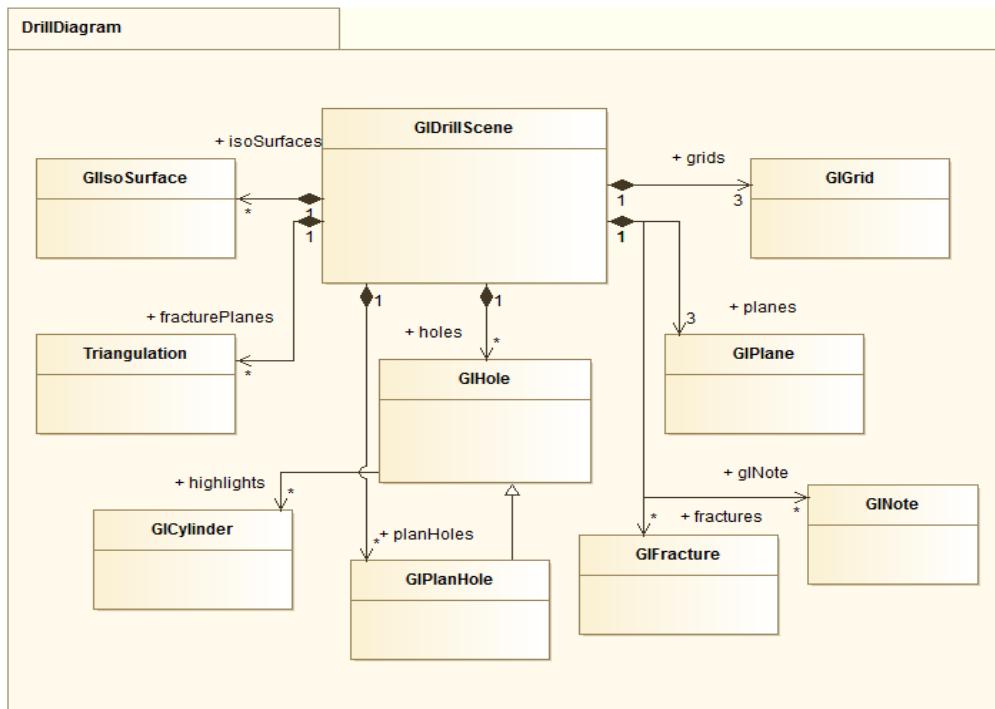 DrillDiagram
GlDrillScene
+ isoSurfaces
+ grids
GlIsoSurface
GlGrid
*
1
1
3
1
1
+ fracturePlanes
1
1
+ planes
3
+ holes
Triangulation
*
*
GlHole
GlPlane
+ highlights
*
+ glNote
*
GlCylinder
*
+ planHoles
*
+ fractures
GlNote
GlFracture
GlPlanHole